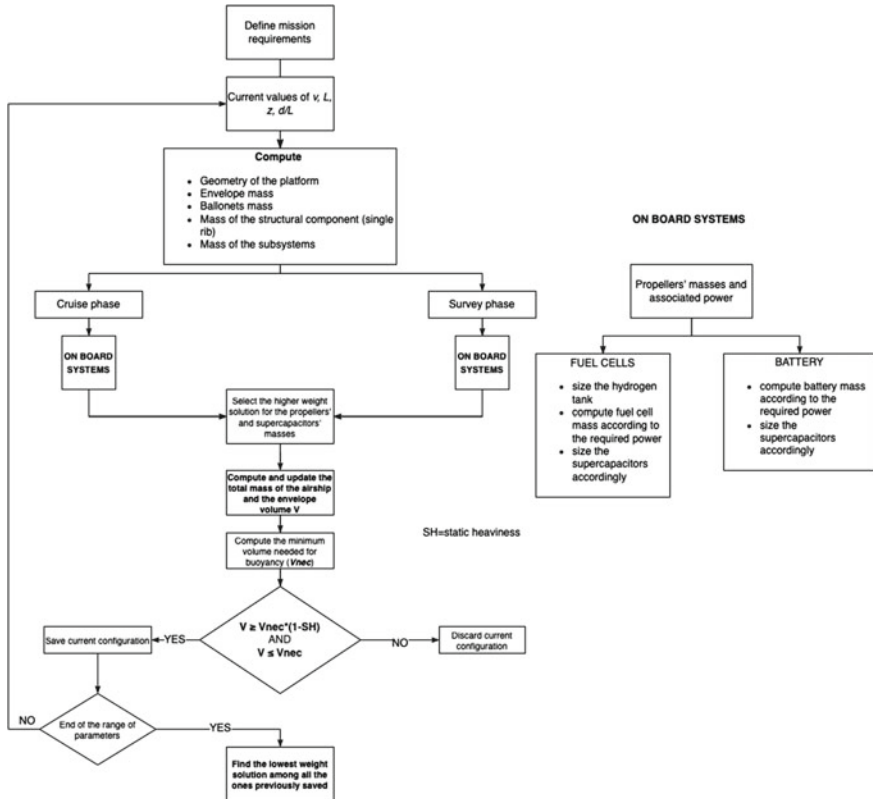 Define mission
requirements
Current values of v, L,
z, d/L
Compute
• Geometry of the platform
• Envelope mass
• Ballonets mass
• Mass of the structural component (single
rib)
• Mass of the subsystems
Cruise phase
Survey phase
ON BOARD
SYSTEMS
ON BOARD
SYSTEMS
Select the higher weight
solution for the propellers'
and supercapacitors'
masses
Compute and update the
total mass of the airship
and the envelope
volume V
Compute the minimum
volume needed for
buoyancy (Vnec)
V ≥ Vnec*(1-SH)
AND
V ≤ Vnec
YES
Save current configuration
NO
Discard current
configuration
End of the range of
parameters
NO
YES
Find the lowest weight
solution among all the
ones previously saved
ON BOARD SYSTEMS
Propellers' masses and
associated power
FUEL CELLS
• size the hydrogen
tank
• compute fuel cell
mass according to
the required power
• size the
supercapacitors
accordingly
BATTERY
• compute battery mass
according to the
required power
• size the
supercapacitors
accordingly
SH=static heaviness